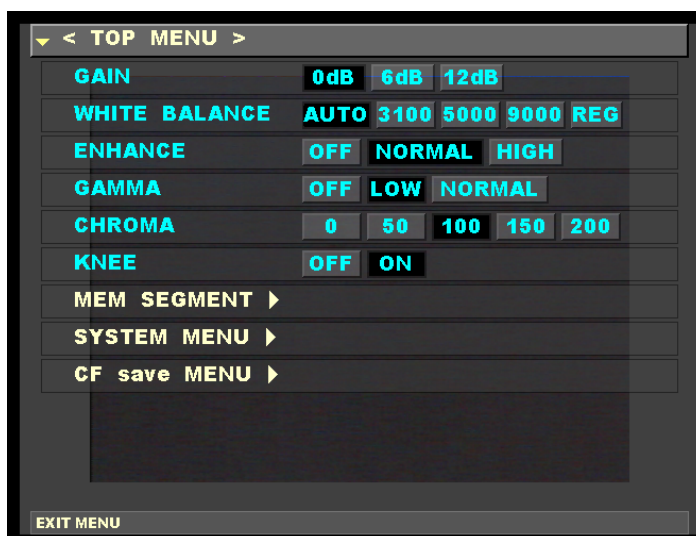 < TOP MENU >
GAIN 0dB 6dB 12dB
WHITE BALANCE AUTO 3100 5000 9000 REG
ENHANCE OFF NORMAL HIGH
GAMMA OFF LOW NORMAL
CHROMA 0 50 100 150 200
KNEE OFF ON
MEM SEGMENT
SYSTEM MENU
CF save MENU
EXIT MENU